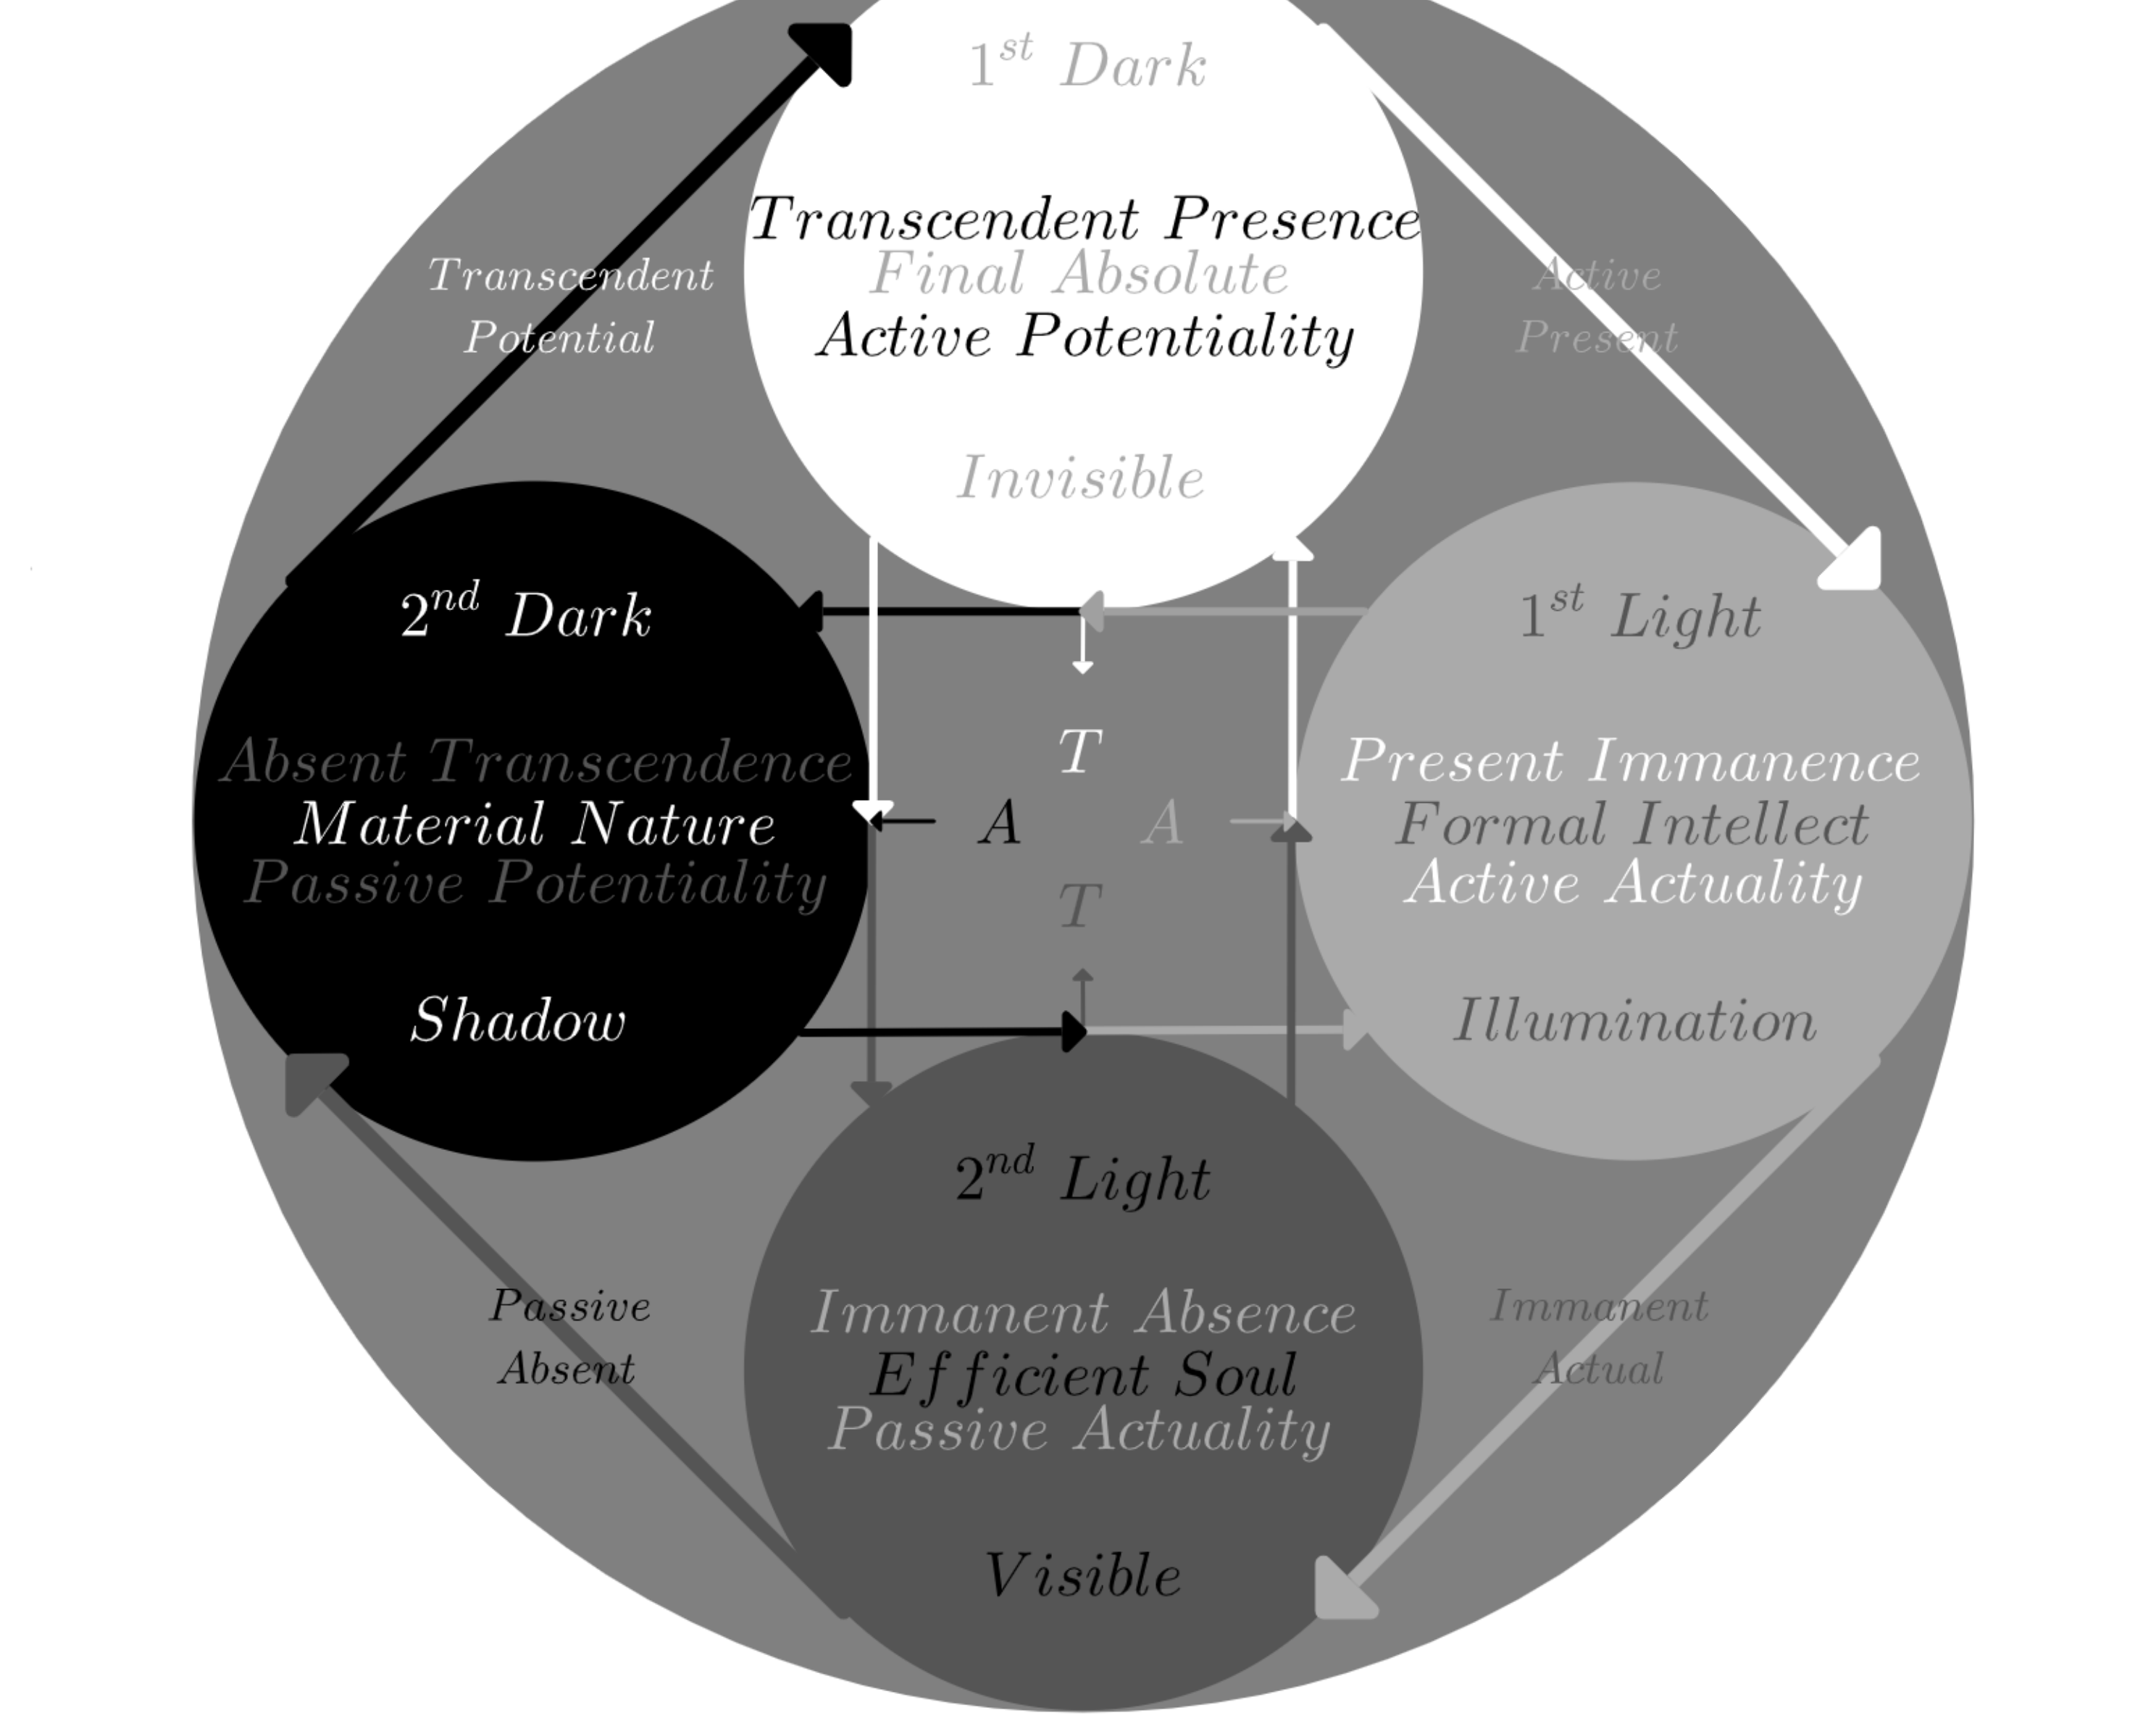 1st Dark
Transcendent Presence
Final Absolute
Active Potentiality
Invisible
Transcendent
Potential
Active
Present
2nd Dark
Absent Transcendence
Material Nature
Passive Potentiality
Shadow
T
A A
T
1st Light
Present Immanence
Formal Intellect
Active Actuality
Illumination
2nd Light
Immanent Absence
Efficient Soul
Passive Actuality
Visible
Passive
Absent
Immanent
Actual